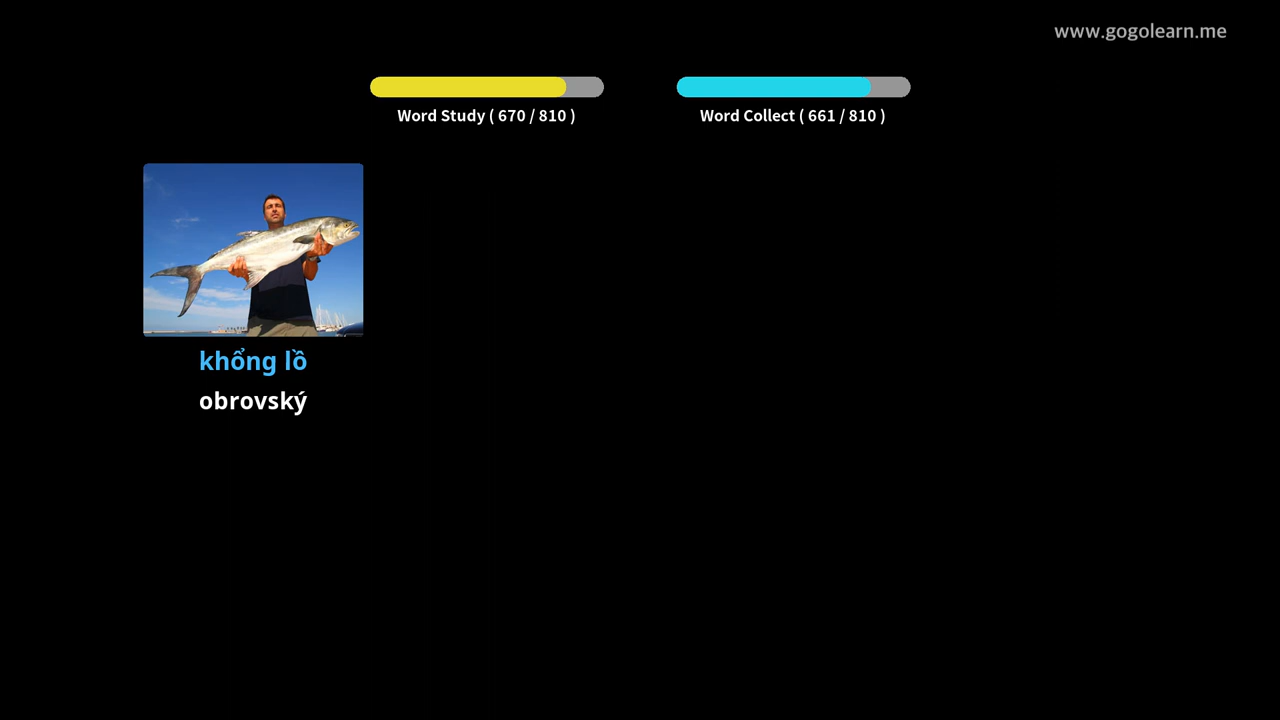 www.gogolearn.me
Word Study ( 670 / 810 )
Word Collect ( 661 / 810 )
khổng lồ
obrovský